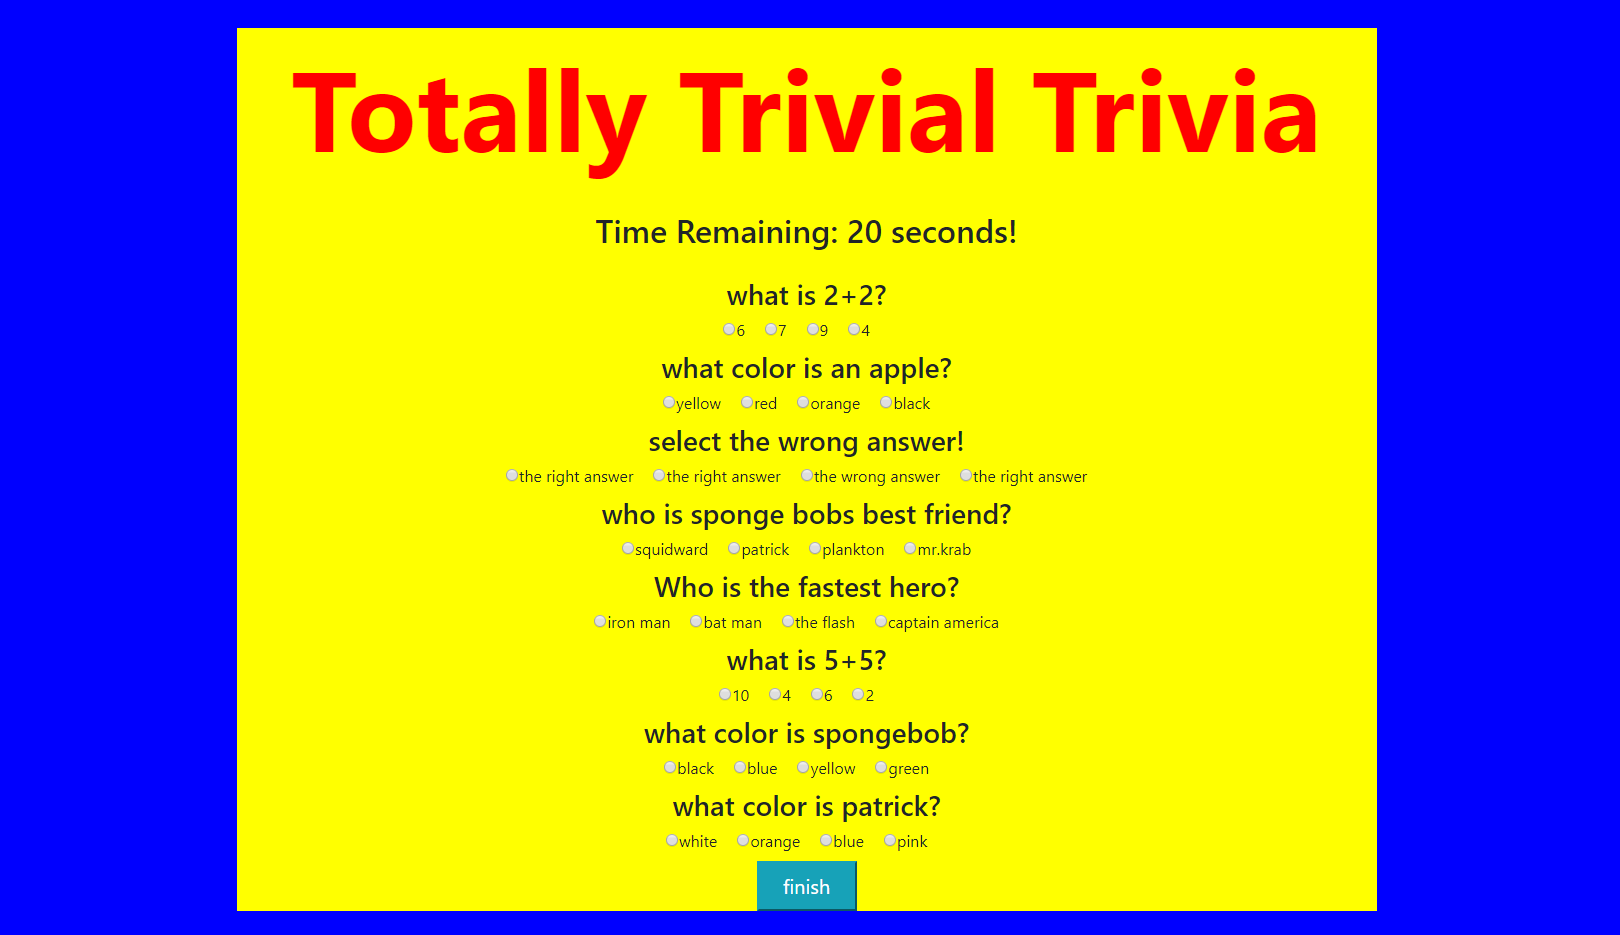 Totally Trivial Trivia
Time Remaining: 20 seconds!
what is 2+2?
6 7 9 4
what color is an apple?
yellow red orange black
select the wrong answer!
the right answer the right answer the wrong answer the right answer
who is sponge bobs best friend?
squidward patrick plankton mr.krab
Who is the fastest hero?
iron man bat man the flash captain america
what is 5+5?
10 4 6 2
what color is spongebob?
black blue yellow green
what color is patrick?
white orange blue pink
finish